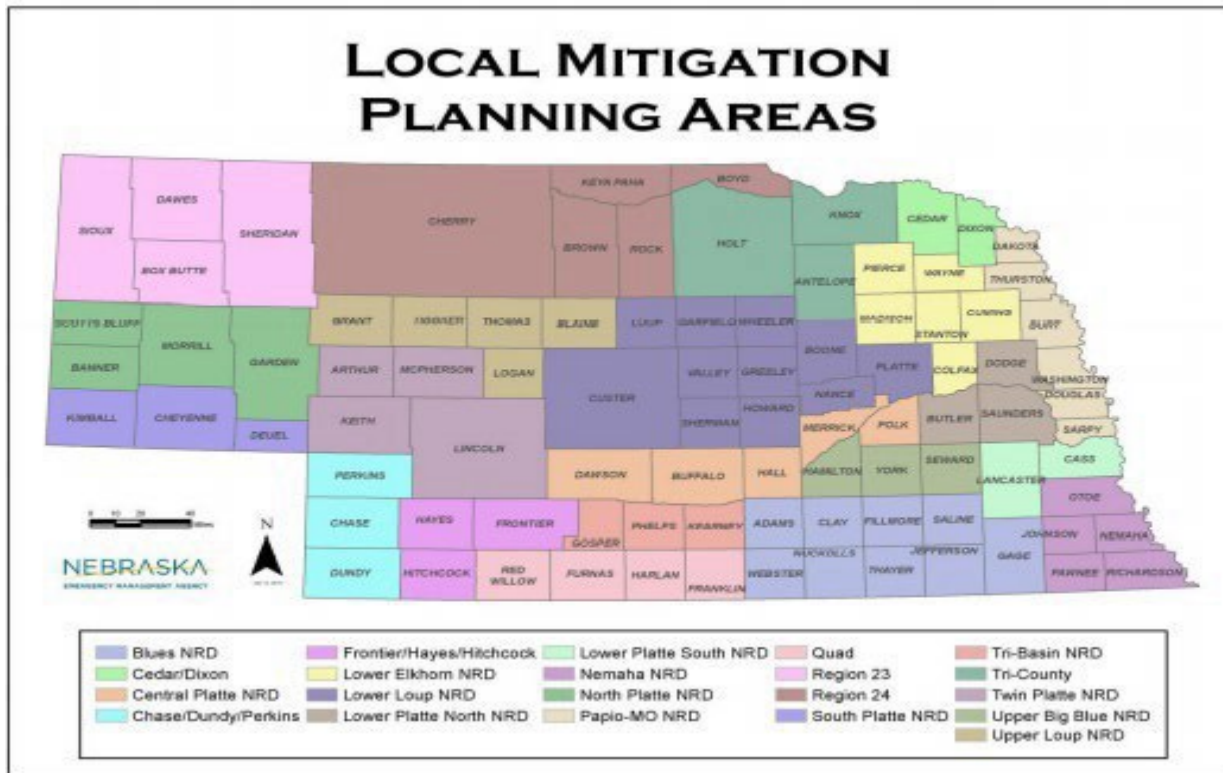 LOCAL MITIGATION
PLANNING AREAS
KEYA PAHA
BOYD
DAWES
SIOUX
SHERIDAN
CHERRY
KNOX
CEDAR
DIXON
BROWN
ROCK
HOLT
DAKOTA
BOX BUTTE
ANTELOPE
PIERCE
WAYNE
THURSTON
SCOTTS BLUFF
GRANT
HOOKER
THOMAS
BLAINE
LOUP
GARFIELD
WHEELER
MADISON
STANTON
CUMING
BURT
MORRILL
GARDEN
BANNER
ARTHUR
MCPHERSON
LOGAN
CUSTER
VALLEY
GREELEY
BOONE
PLATTE
COLFAX
DODGE
WASHINGTON
NANCE
DOUGLAS
KIMBALL
CHEYENNE
DEUEL
KEITH
LINCOLN
SHERMAN
HOWARD
MERRICK
POLK
BUTLER
SAUNDERS
SARPY
PERKINS
DAWSON
BUFFALO
HALL
HAMILTON
YORK
SEWARD
LANCASTER
CASS
OTOE
CHASE
HAYES
FRONTIER
GOSPER
PHELPS
KEARNEY
ADAMS
CLAY
FILLMORE
SALINE
JOHNSON
NEMAHA
DUNDY
HITCHCOCK
RED
WILLOW
FURNAS
HARLAN
FRANKLIN
WEBSTER
NUCKOLLS
THAYER
JEFFERSON
GAGE
PAWNEE
RICHARDSON
0 10 20 40
Miles
N
NEBRASKA
EMERGENCY MANAGEMENT AGENCY
Blues NRD
Cedar/Dixon
Central Platte NRD
Chase/Dundy/Perkins
Frontier/Hayes/Hitchcock
Lower Elkhorn NRD
Lower Loup NRD
Lower Platte North NRD
Lower Platte South NRD
Nemaha NRD
North Platte NRD
Papio-MO NRD
Quad
Region 23
Region 24
South Platte NRD
Tri-Basin NRD
Tri-County
Twin Platte NRD
Upper Big Blue NRD
Upper Loup NRD